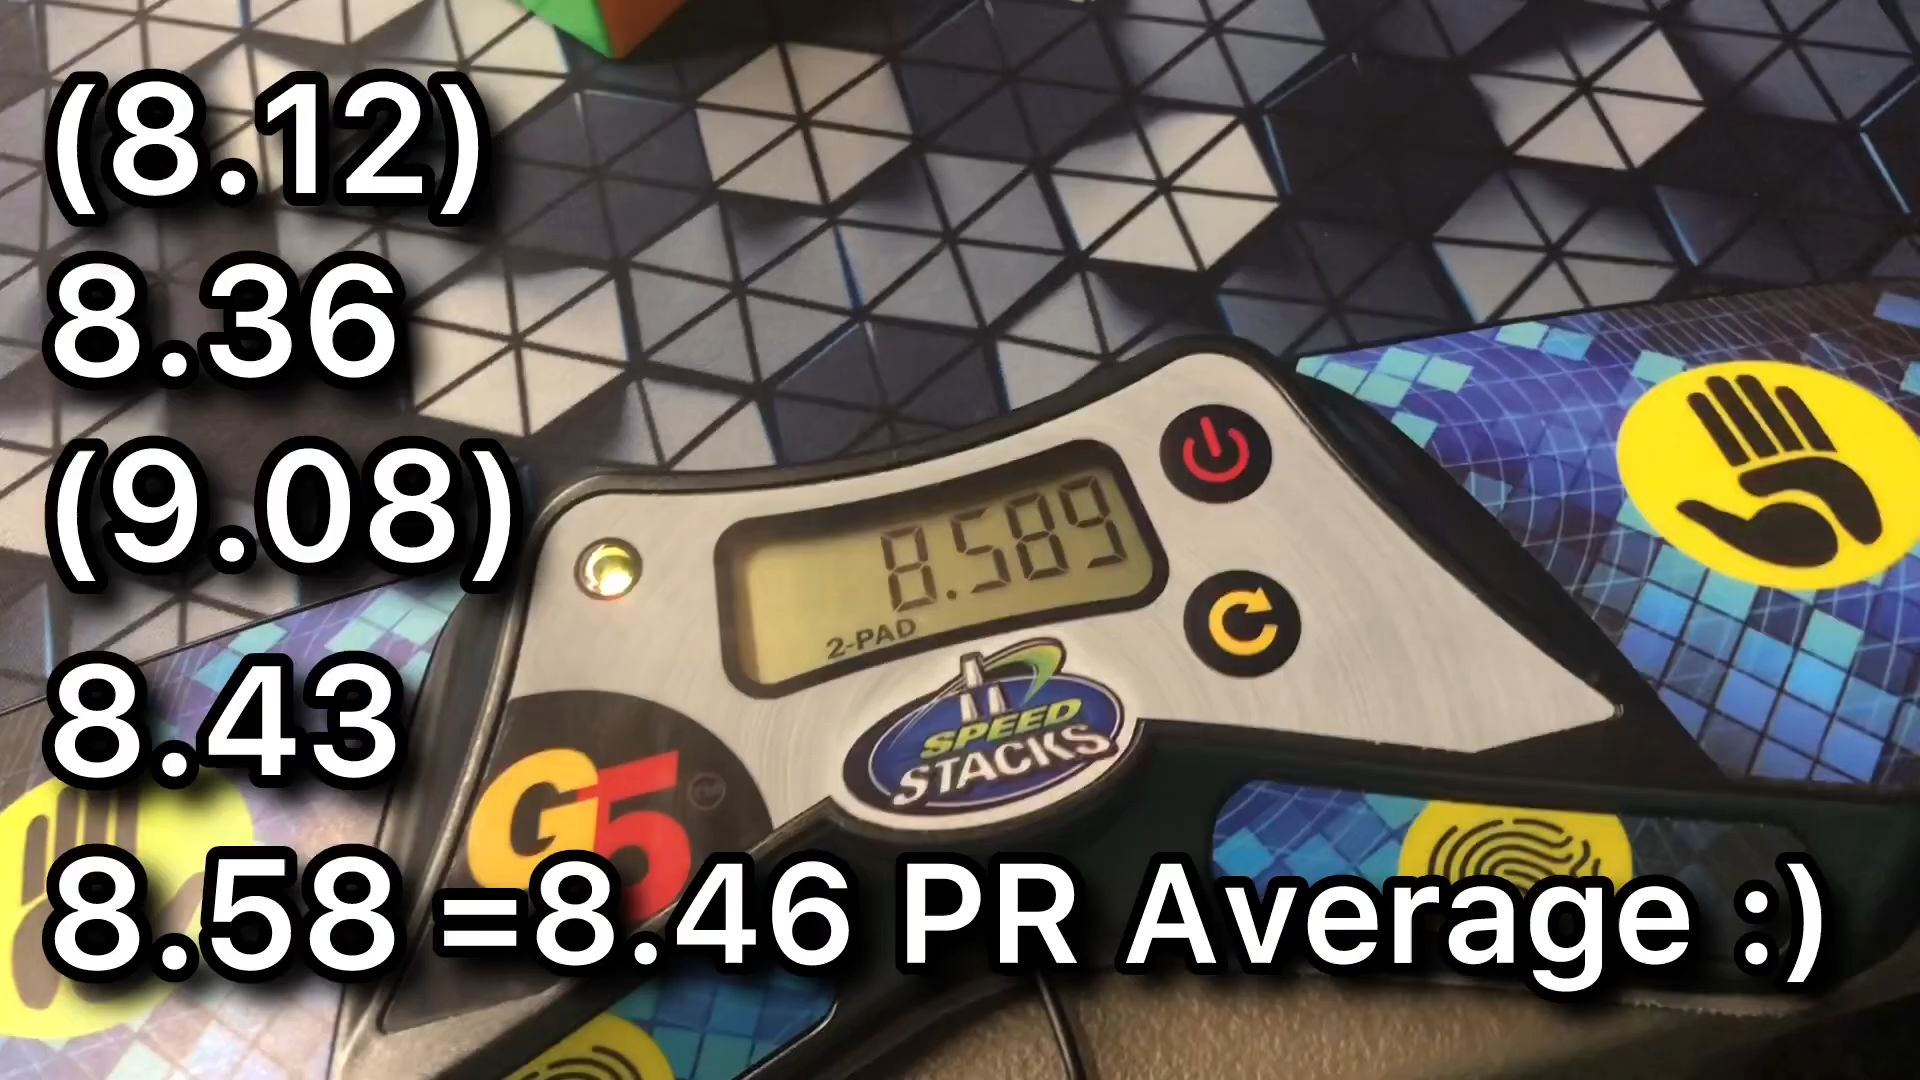 (8.12)
8.36
(9.08)
8.43
8.58 =8.46 PR Average :)
8.589
2-PAD
SPEED
STACKS
G5
TM